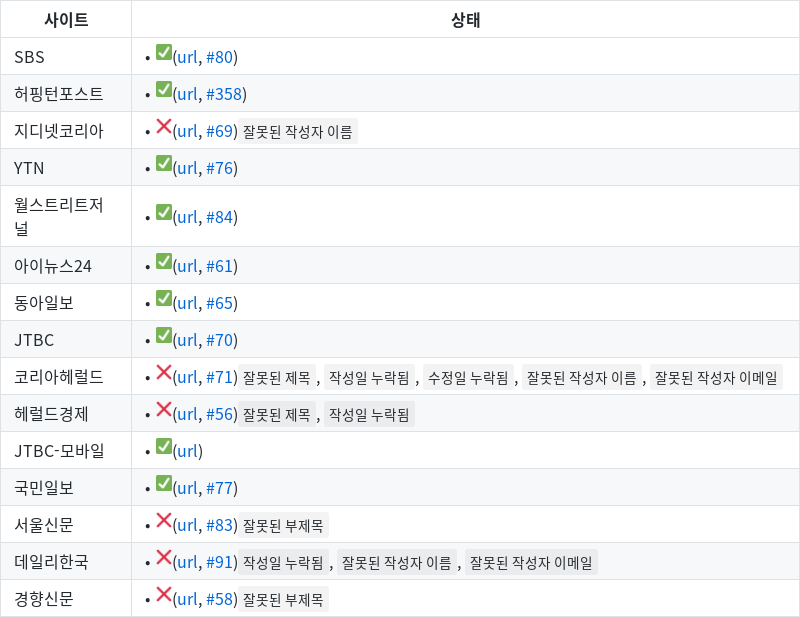 사이트 상태
SBS • ✅(url, #80)
허핑턴포스트 • ✅(url, #358)
지디넷코리아 • ❌(url, #69) 잘못된 작성자 이름
YTN • ✅(url, #76)
월스트리트저
널 • ✅(url, #84)
아이뉴스24 • ✅(url, #61)
동아일보 • ✅(url, #65)
JTBC • ✅(url, #70)
코리아헤럴드 • ❌(url, #71) 잘못된 제목 , 작성일 누락됨 , 수정일 누락됨 , 잘못된 작성자 이름 , 잘못된 작성자 이메일
헤럴드경제 • ❌(url, #56) 잘못된 제목 , 작성일 누락됨
JTBC-모바일 • ✅(url)
국민일보 • ✅(url, #77)
서울신문 • ❌(url, #83) 잘못된 부제목
데일리한국 • ❌(url, #91) 작성일 누락됨 , 잘못된 작성자 이름 , 잘못된 작성자 이메일
경향신문 • ❌(url, #58) 잘못된 부제목